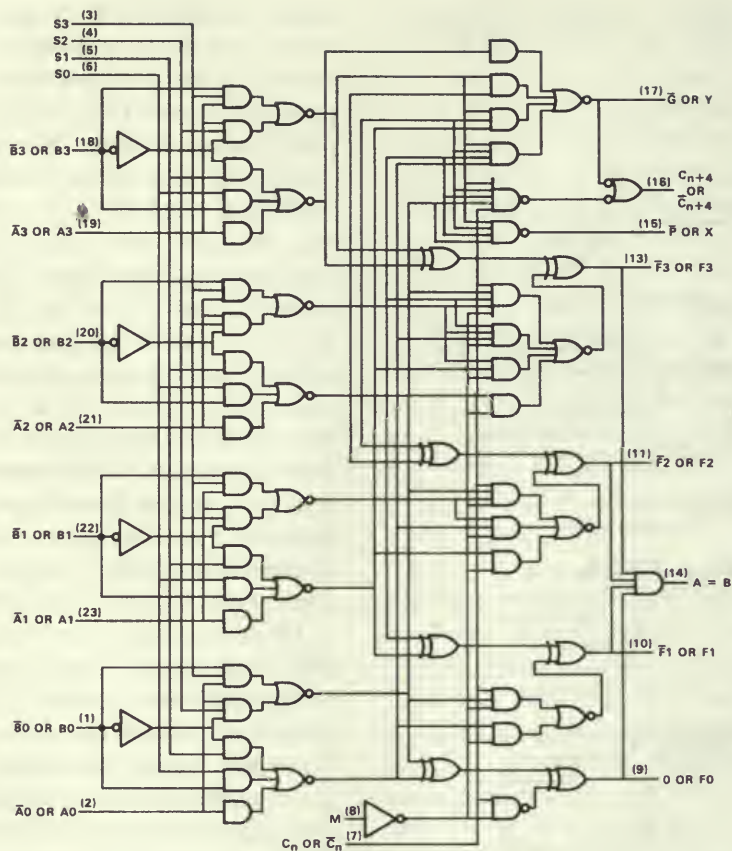 S3 (3)
S2 (4)
S1 (5)
S0 (6)
(17) G̅ OR Y
B̅3 OR B3 (18)
(16) Cn+4
OR
C̅n+4
(15) P̅ OR X
A̅3 OR A3 (19)
(13) F̅3 OR F3
B̅2 OR B2 (20)
A̅2 OR A2 (21)
(11) F̅2 OR F2
B̅1 OR B1 (22)
(14) A = B
A̅1 OR A1 (23)
(10) F̅1 OR F1
B̅0 OR B0 (1)
(9) 0 OR F0
A̅0 OR A0 (2)
M (8)
Cn OR C̅n (7)